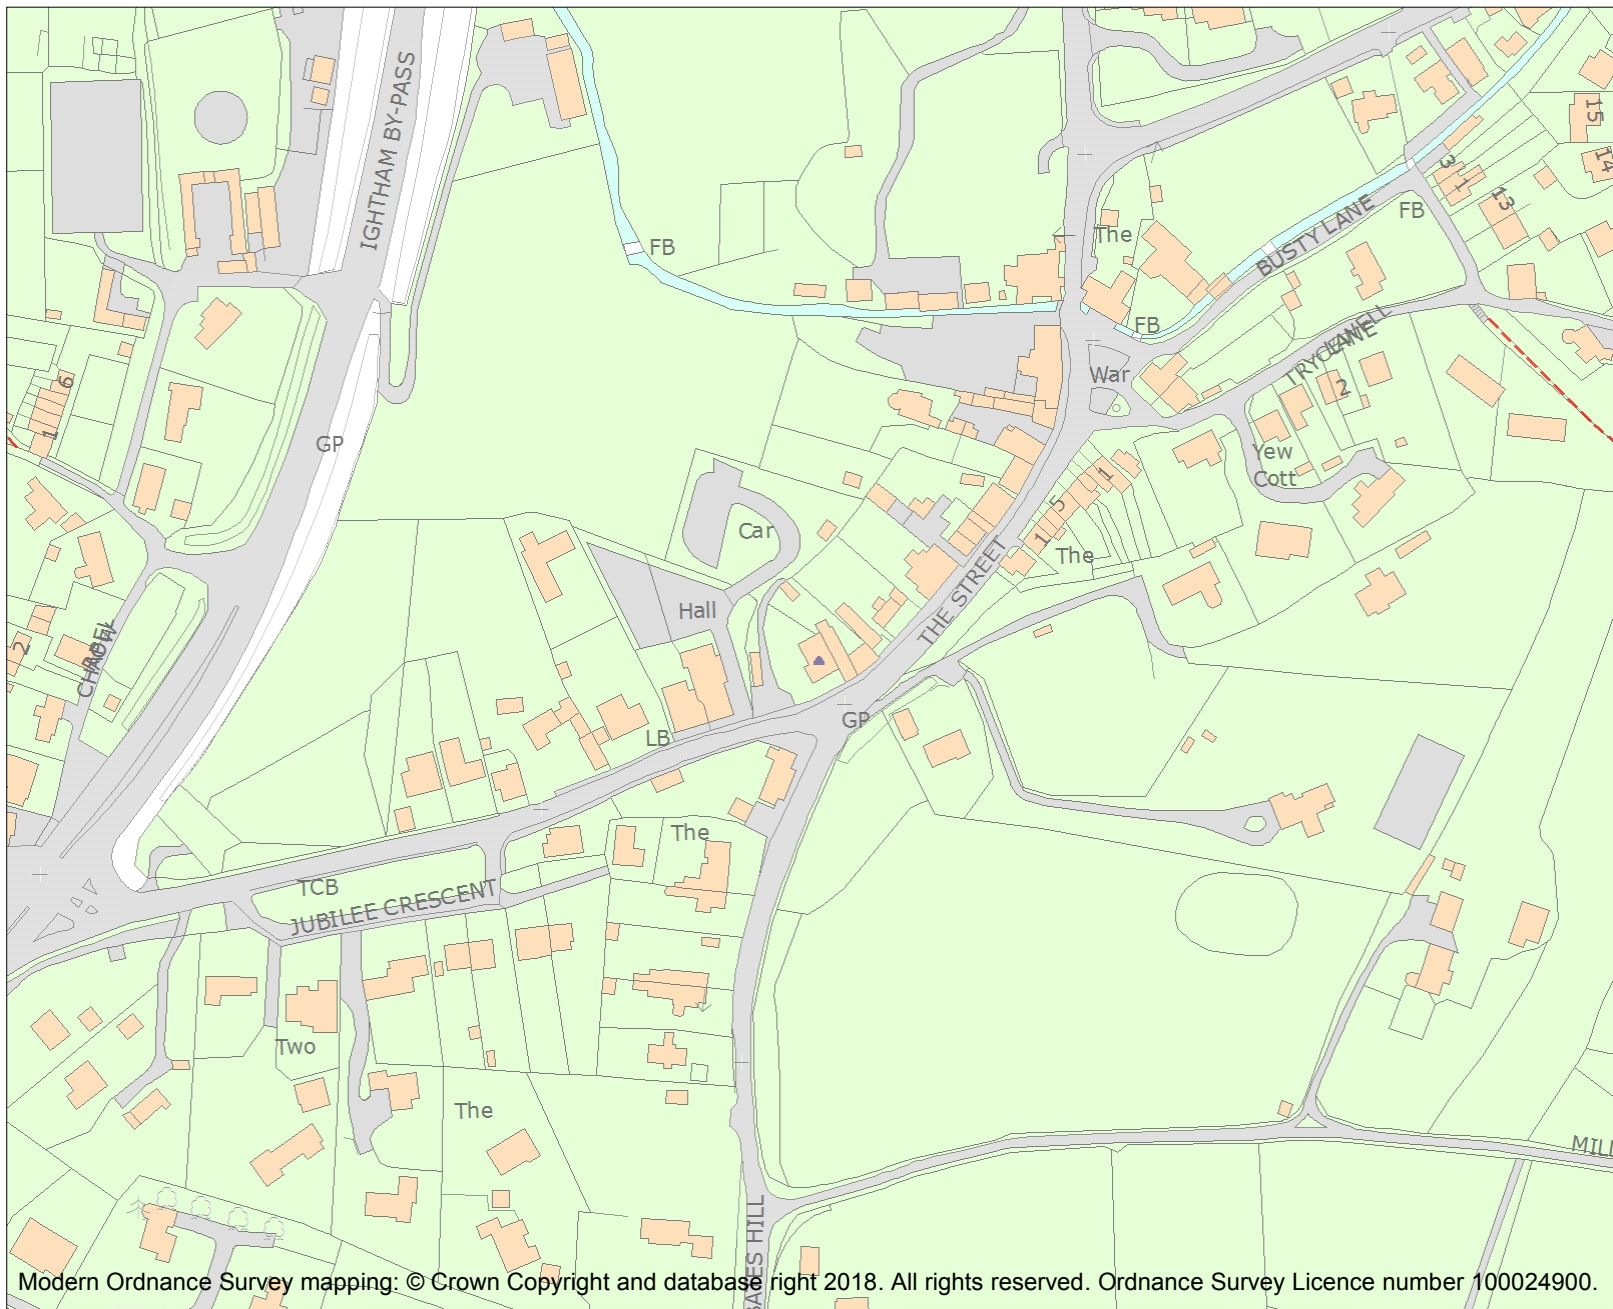 IGHTHAM BY-PASS
15
3
14
1
13
FB
BUSTY LANE
The
FB
FB
TRYCEWELL
LANE
War
2
6
1
GP
Yew
Cott
1
5
1
The
Car
THE STREET
Hall
CHAPEL
ROW
2
GP
LB
The
TCB
JUBILEE CRESCENT
Two
The
MILL
Modern Ordnance Survey mapping: © Crown Copyright and database right 2018. All rights reserved. Ordnance Survey Licence number 100024900.